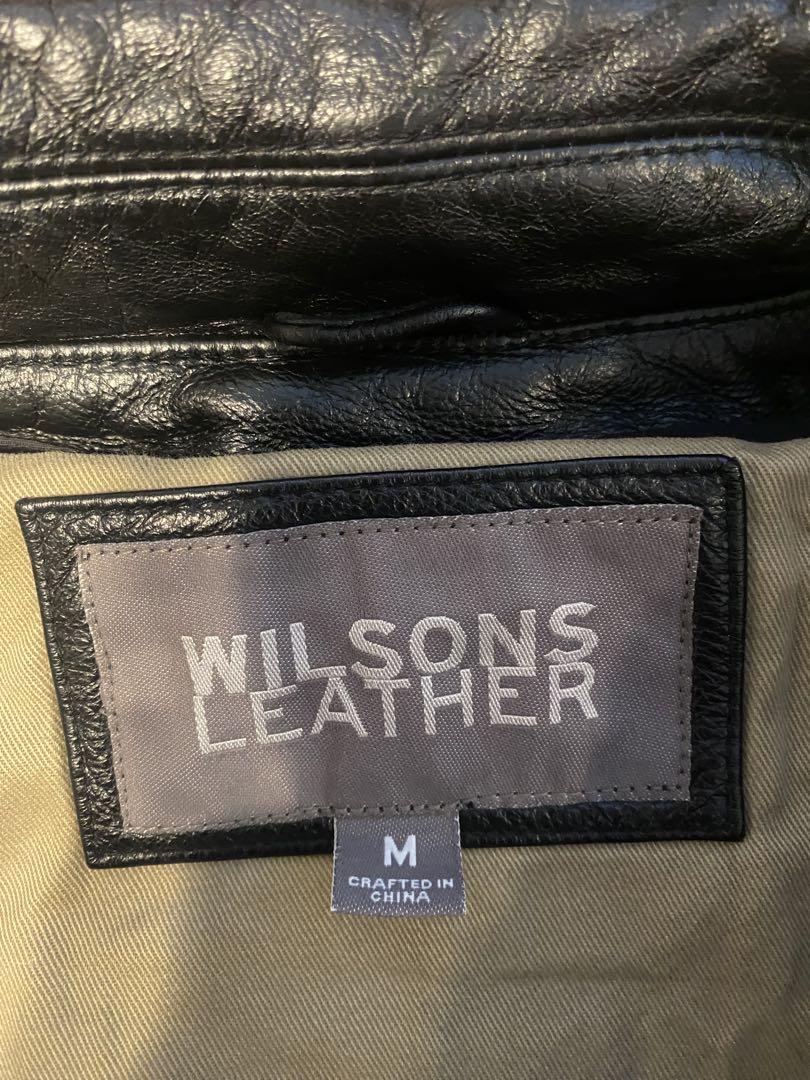 WILSONS
LEATHER
M
CRAFTED IN
CHINA